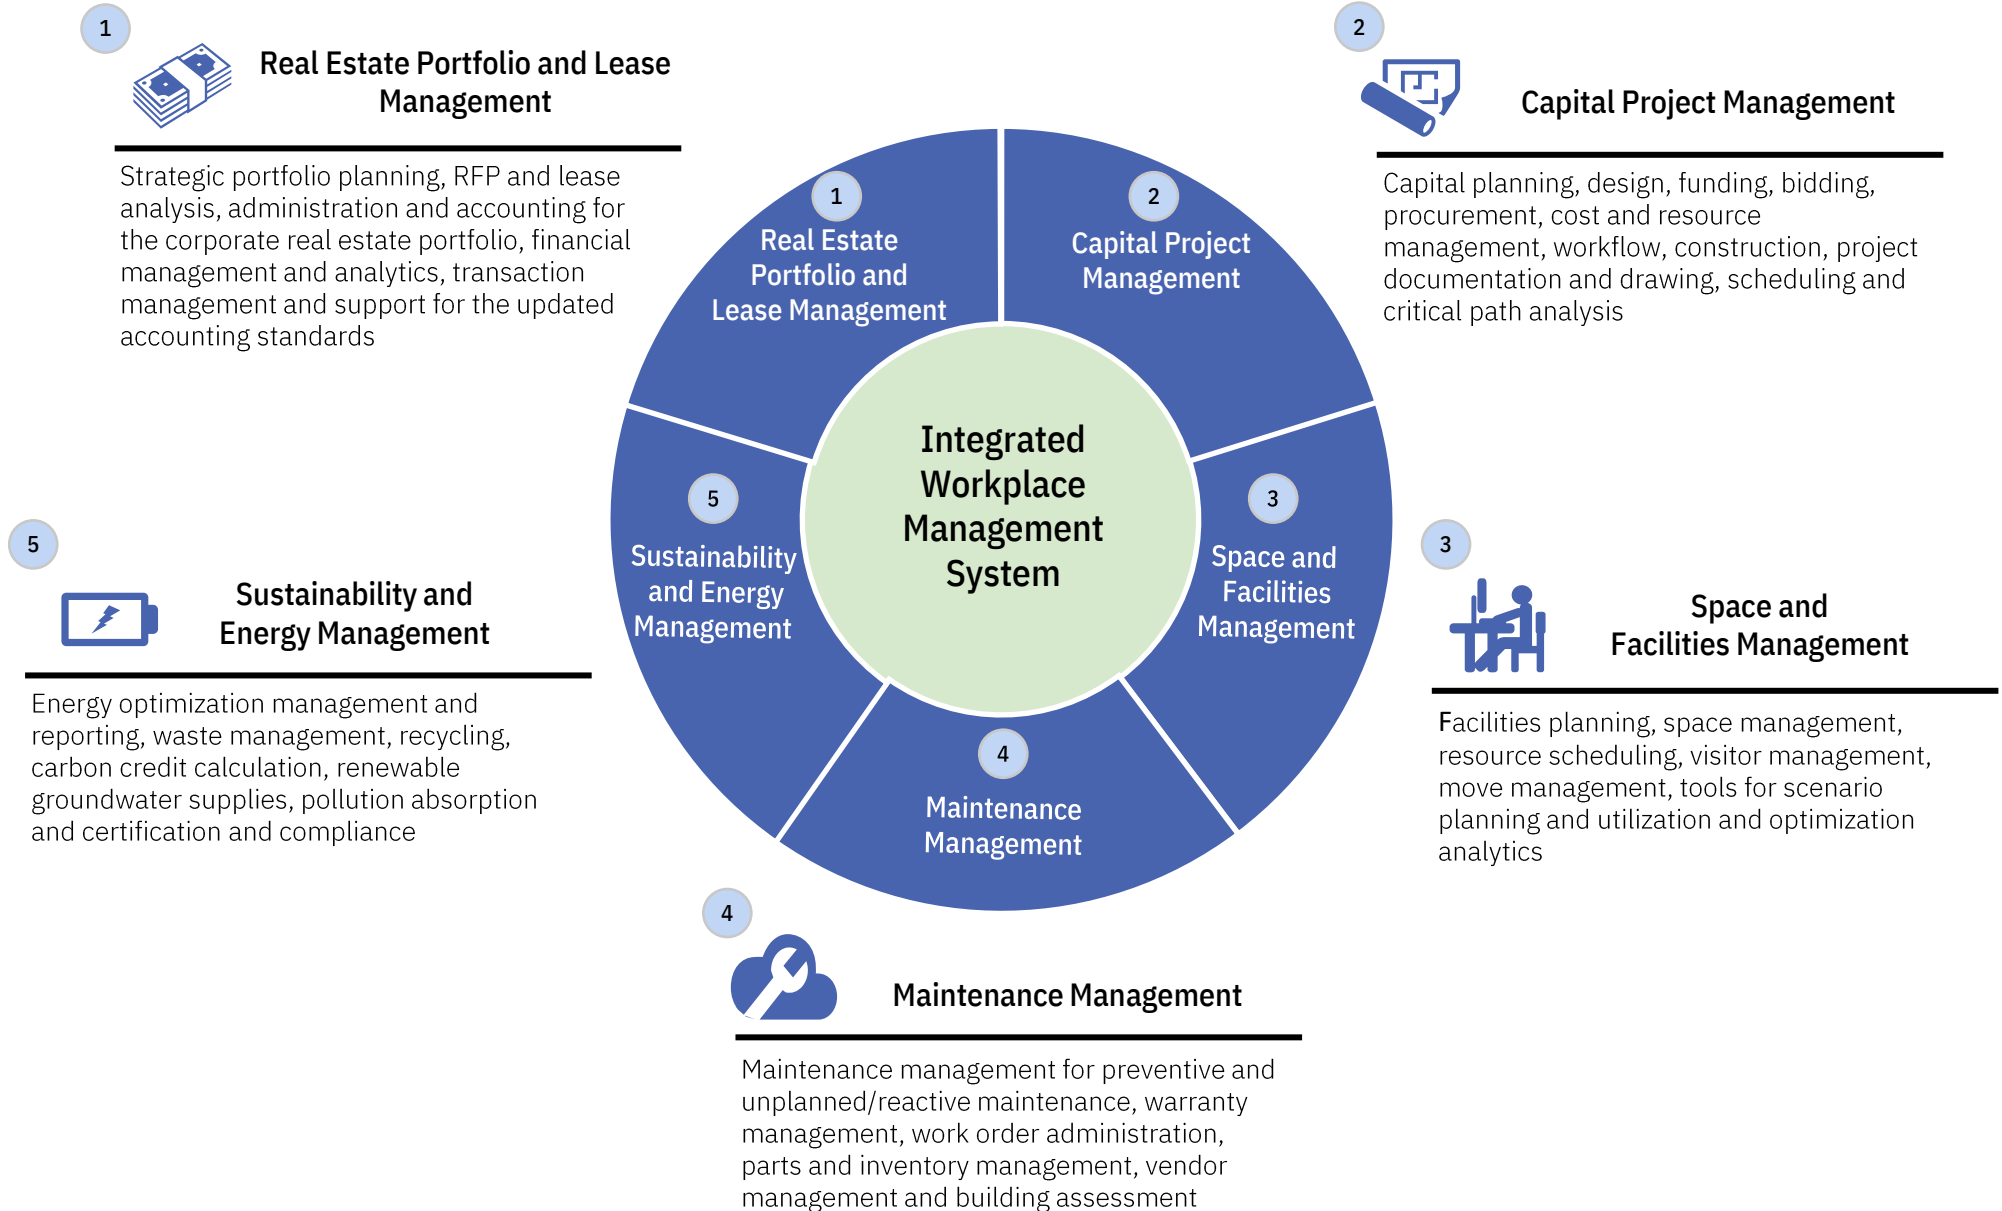 1
Real Estate Portfolio and Lease
Management
Strategic portfolio planning, RFP and lease
analysis, administration and accounting for
the corporate real estate portfolio, financial
management and analytics, transaction
management and support for the updated
accounting standards
2
Capital Project Management
Capital planning, design, funding, bidding,
procurement, cost and resource
management, workflow, construction, project
documentation and drawing, scheduling and
critical path analysis
1
Real Estate
Portfolio and
Lease Management
2
Capital Project
Management
Integrated
Workplace
Management
System
5
Sustainability
and Energy
Management
3
Space and
Facilities
Management
4
Maintenance
Management
5
Sustainability and
Energy Management
Energy optimization management and
reporting, waste management, recycling,
carbon credit calculation, renewable
groundwater supplies, pollution absorption
and certification and compliance
3
Space and
Facilities Management
Facilities planning, space management,
resource scheduling, visitor management,
move management, tools for scenario
planning and utilization and optimization
analytics
4
Maintenance Management
Maintenance management for preventive and
unplanned/reactive maintenance, warranty
management, work order administration,
parts and inventory management, vendor
management and building assessment